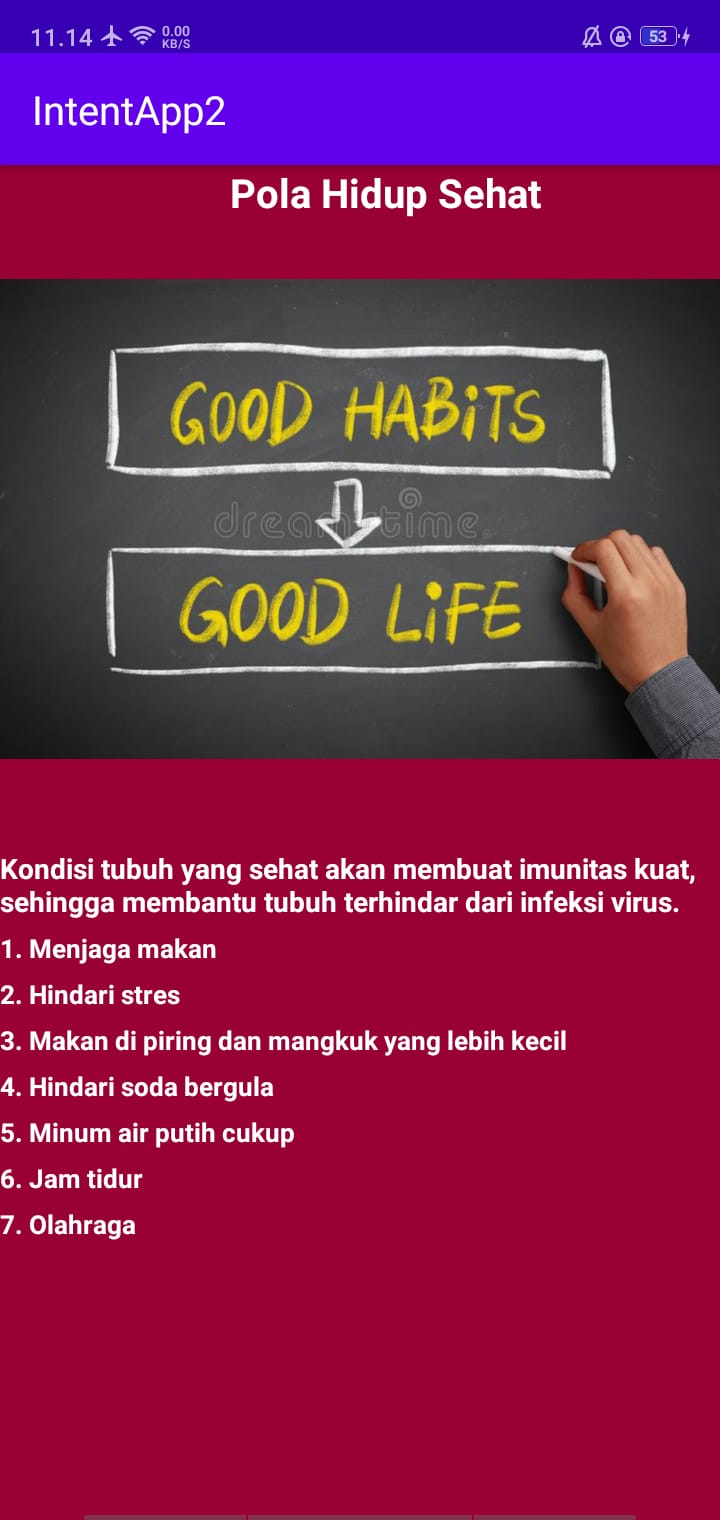 11.14 0.00 KB/S 53
IntentApp2
Pola Hidup Sehat
GOOD HABiTS
dreamstime
GOOD LiFE
Kondisi tubuh yang sehat akan membuat imunitas kuat,
sehingga membantu tubuh terhindar dari infeksi virus.
1. Menjaga makan
2. Hindari stres
3. Makan di piring dan mangkuk yang lebih kecil
4. Hindari soda bergula
5. Minum air putih cukup
6. Jam tidur
7. Olahraga